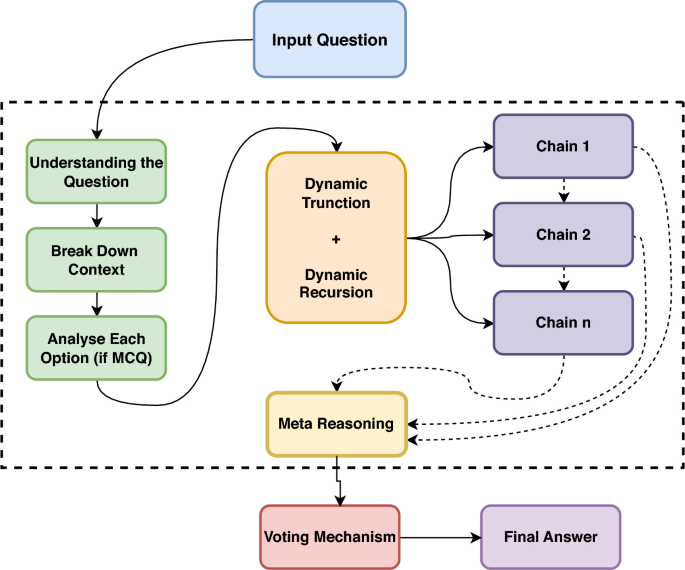 Input Question
Understanding the
Question
Break Down
Context
Analyse Each
Option (if MCQ)
Dynamic
Trunction
+
Dynamic
Recursion
Chain 1
Chain 2
Chain n
Meta Reasoning
Voting Mechanism
Final Answer